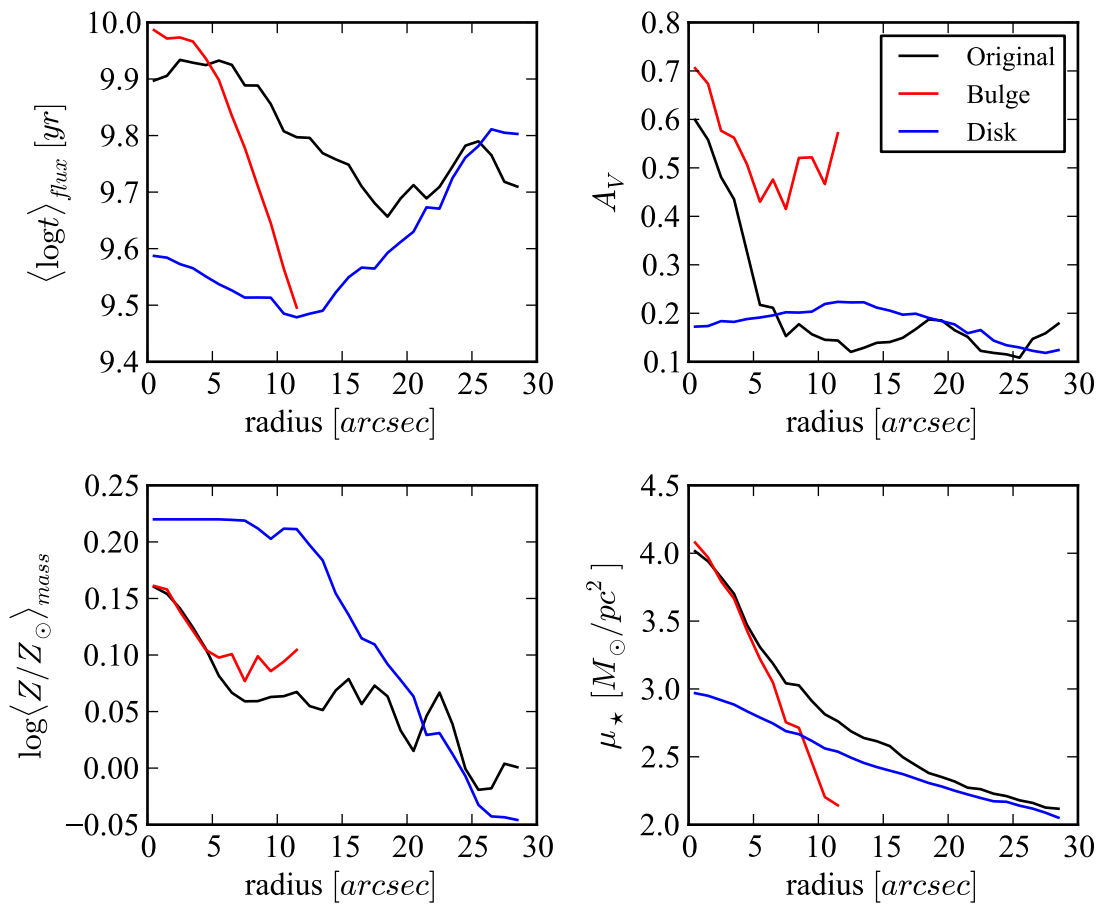 10.0
9.9
9.8
9.7
9.6
9.5
9.4
⟨logt⟩flux [yr]
0 5 10 15 20 25 30
radius [arcsec]
0.8
0.7
0.6
0.5
0.4
0.3
0.2
0.1
A_V
Original
Bulge
Disk
0 5 10 15 20 25 30
radius [arcsec]
0.25
0.20
0.15
0.10
0.05
0.00
−0.05
log⟨Z/Z⊙⟩mass
0 5 10 15 20 25 30
radius [arcsec]
4.5
4.0
3.5
3.0
2.5
2.0
μ⋆ [M⊙/pc² ]
0 5 10 15 20 25 30
radius [arcsec]